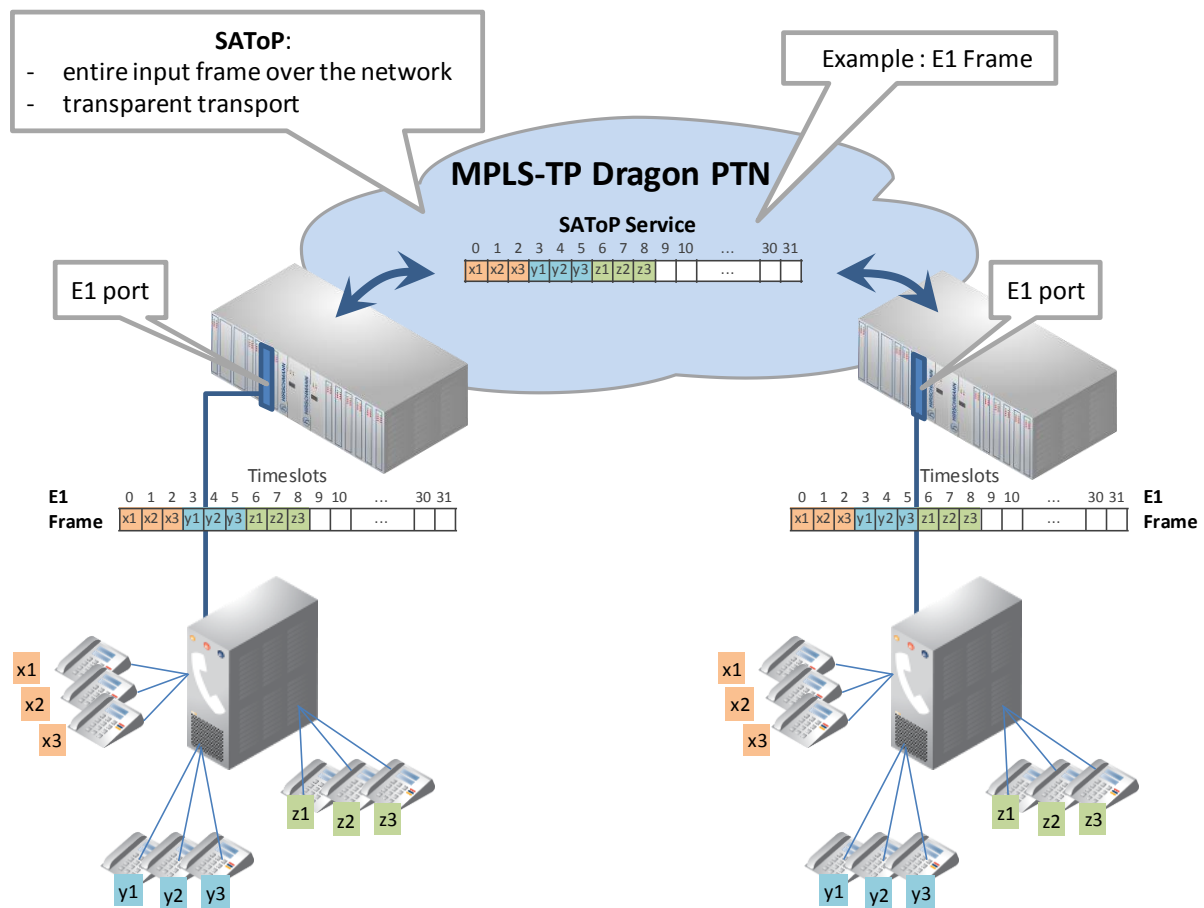 SAToP:
- entire input frame over the network
- transparent transport
Example : E1 Frame
MPLS-TP Dragon PTN
SAToP Service
0 1 2 3 4 5 6 7 8 9 10 ... 30 31
x1 x2 x3 y1 y2 y3 z1 z2 z3 ...
E1 port
E1 port
HIRSCHMANN
HIRSCHMANN
HIRSCHMANN
HIRSCHMANN
Timeslots
E1 0 1 2 3 4 5 6 7 8 9 10 ... 30 31
Frame x1 x2 x3 y1 y2 y3 z1 z2 z3 ...
Timeslots
0 1 2 3 4 5 6 7 8 9 10 ... 30 31 E1
x1 x2 x3 y1 y2 y3 z1 z2 z3 ... Frame
x1
x2
x3
z1 z2 z3
y1 y2 y3
x1
x2
x3
z1 z2 z3
y1 y2 y3